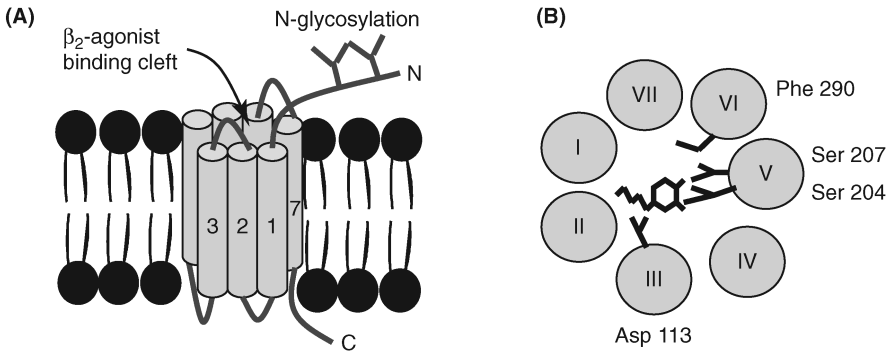 (A)
β2-agonist
binding cleft
N-glycosylation
N
3
2
1
7
C
(B)
VII
VI
Phe 290
I
Ser 207
V
Ser 204
II
IV
III
Asp 113